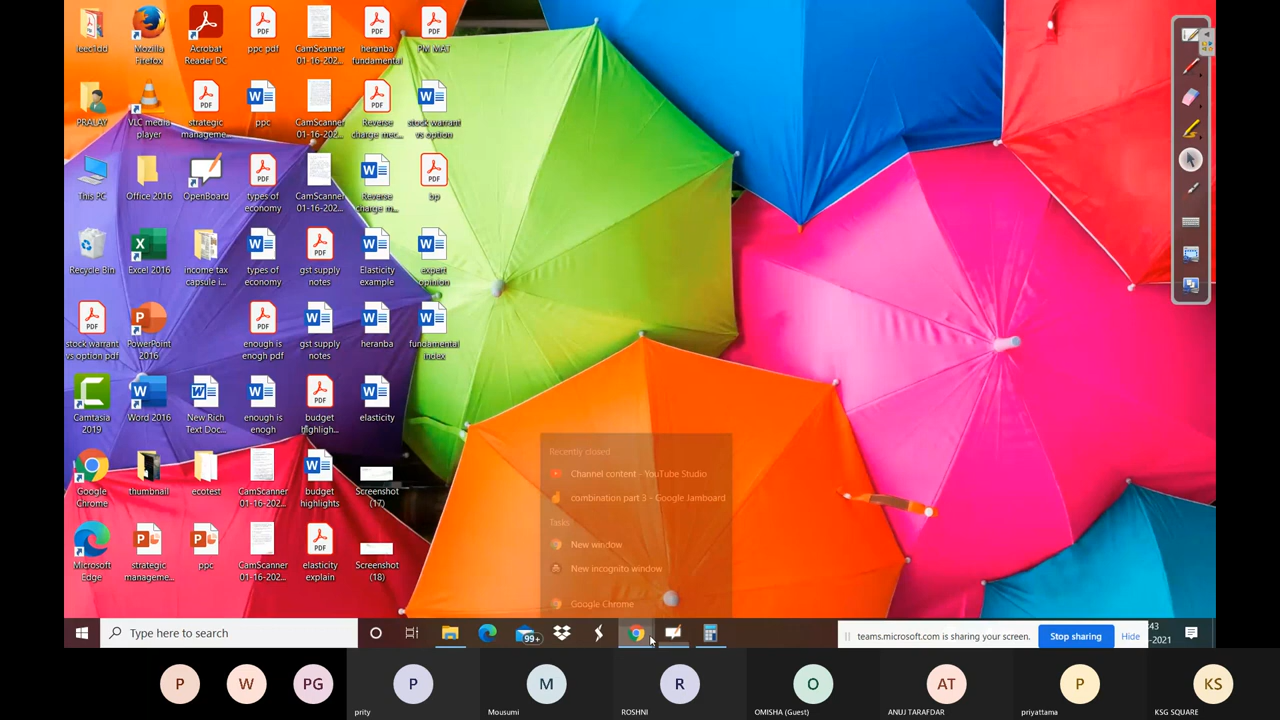 leec1dd
Mozilla
Firefox
Acrobat
Reader DC
ppc pdf
CamScanner
01-16-202...
heranba
fundamental
PM MAT
PRALAY
VLC media
player
strategic
manageme...
ppc
CamScanner
01-16-202...
Reverse
charge mec...
stock warrant
vs option
This PC
Office 2016
OpenBoard
types of
economy
CamScanner
01-16-202...
Reverse
charge m...
bp
Recycle Bin
Excel 2016
income tax
capsule i...
types of
economy
gst supply
notes
Elasticity
example
expert
opinion
stock warrant
vs option pdf
PowerPoint
2016
enough is
enogh pdf
gst supply
notes
heranba
fundamental
index
Camtasia
2019
Word 2016
New Rich
Text Doc...
enough is
enogh
budget
highligh...
elasticity
Google
Chrome
thumbnail
ecotest
CamScanner
01-16-202...
budget
highlights
Screenshot
(17)
Microsoft
Edge
strategic
manageme...
ppc
CamScanner
01-16-202...
elasticity
explain
Screenshot
(18)
Recently closed
Channel content - YouTube Studio
combination part 3 - Google Jamboard
Tasks
New window
New incognito window
Google Chrome
Type here to search
99+
teams.microsoft.com is sharing your screen.
Stop sharing
Hide
:43
-2021
P
W
PG
P
M
R
O
AT
P
KS
prity
Mousumi
ROSHNI
OMISHA (Guest)
ANUJ TARAFDAR
priyattama
KSG SQUARE